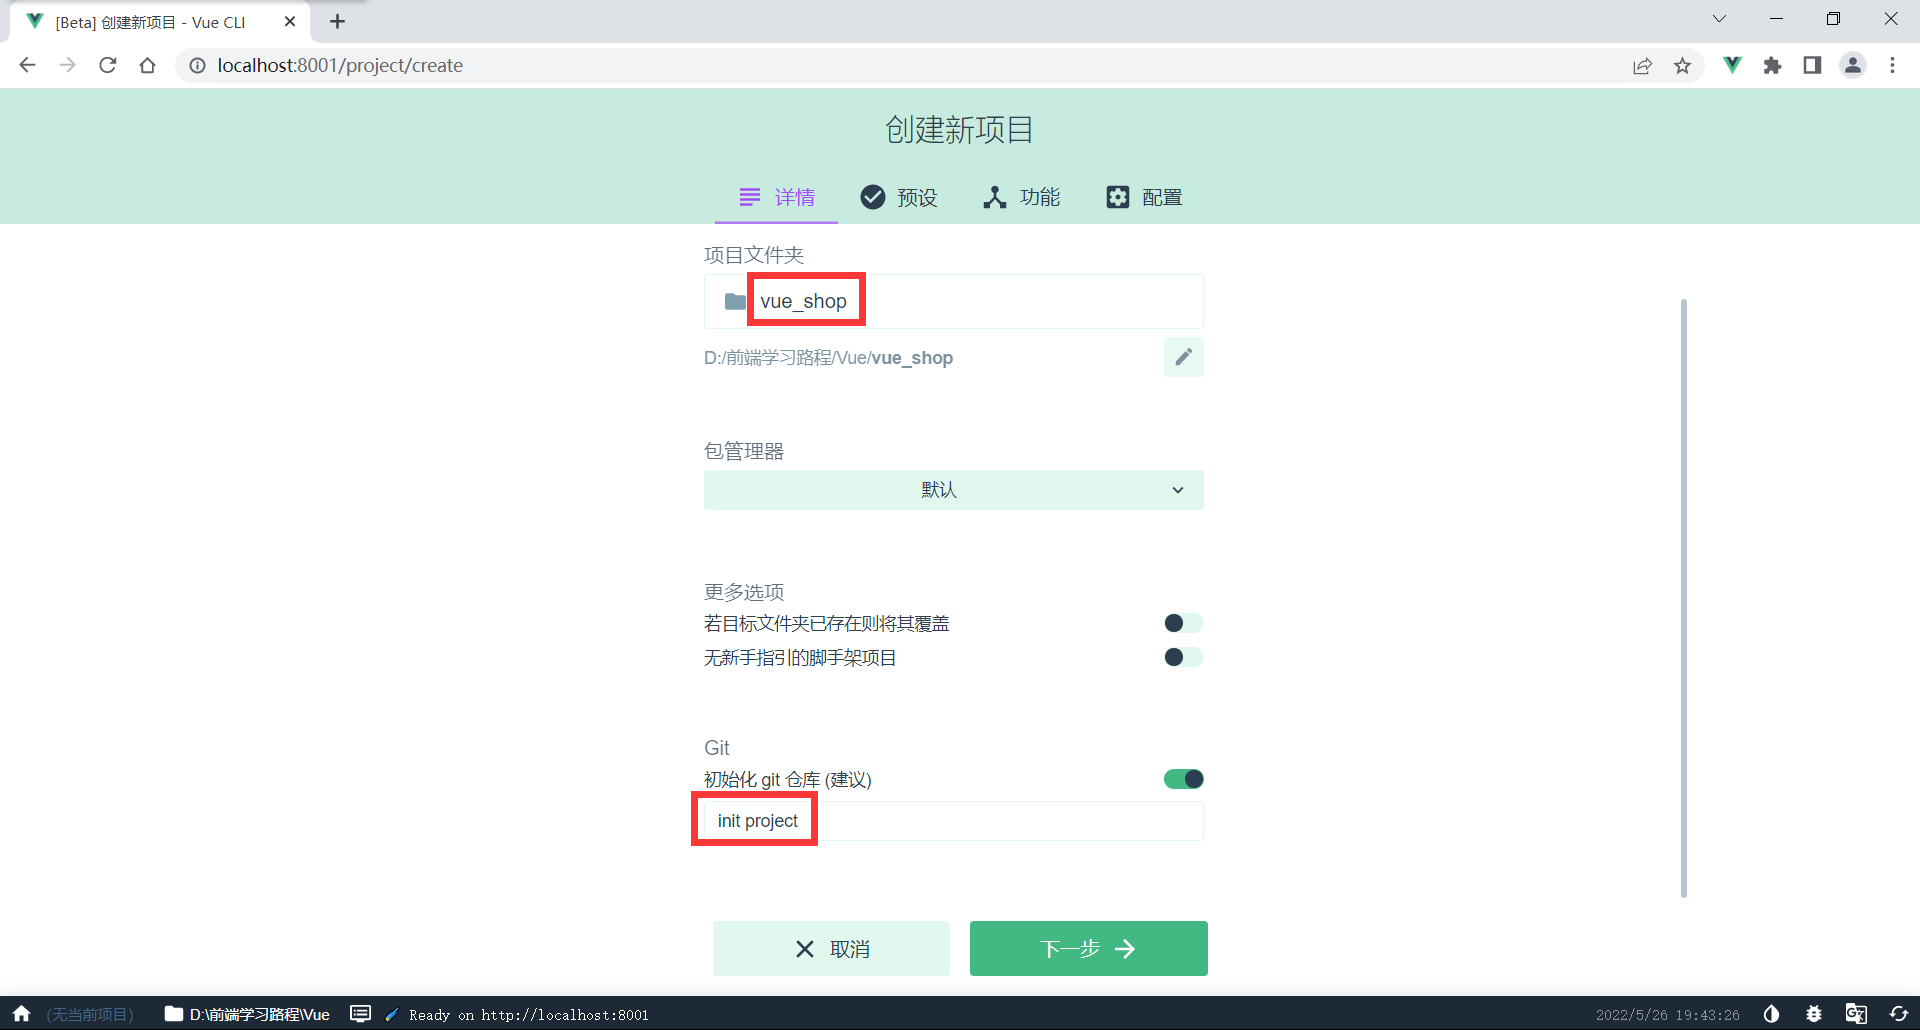 [Beta] 创建新项目 - Vue CLI
localhost:8001/project/create
创建新项目
详情 预设 功能 配置
项目文件夹
vue_shop
D:/前端学习路程/Vue/vue_shop
包管理器
默认
更多选项
若目标文件夹已存在则将其覆盖
无新手指引的脚手架项目
Git
初始化 git 仓库 (建议)
init project
取消 下一步
(无当前项目) D:\前端学习路程\Vue Ready on http://localhost:8001 2022/5/26 19:43:26